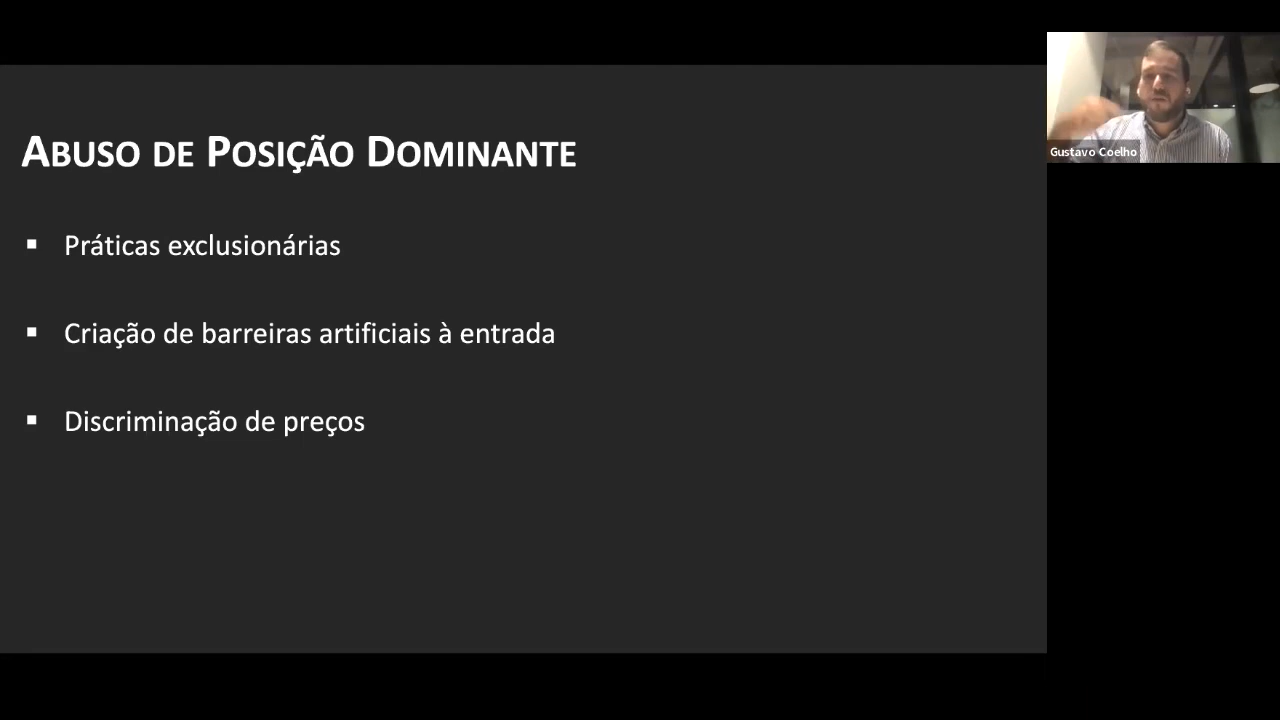 ABUSO DE POSIÇÃO DOMINANTE
Práticas exclusionárias
Criação de barreiras artificiais à entrada
Discriminação de preços
Gustavo Coelho